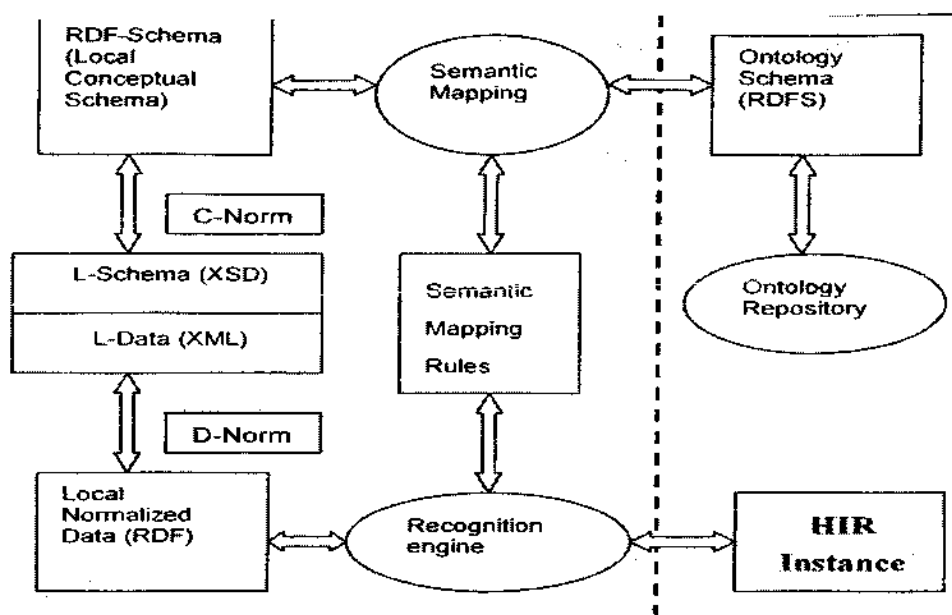 RDF-Schema
(Local
Conceptual
Schema)
Semantic
Mapping
Ontology
Schema
(RDFS)
C-Norm
L-Schema (XSD)
L-Data (XML)
Semantic
Mapping
Rules
Ontology
Repository
D-Norm
Local
Normalized
Data (RDF)
Recognition
engine
HIR
Instance